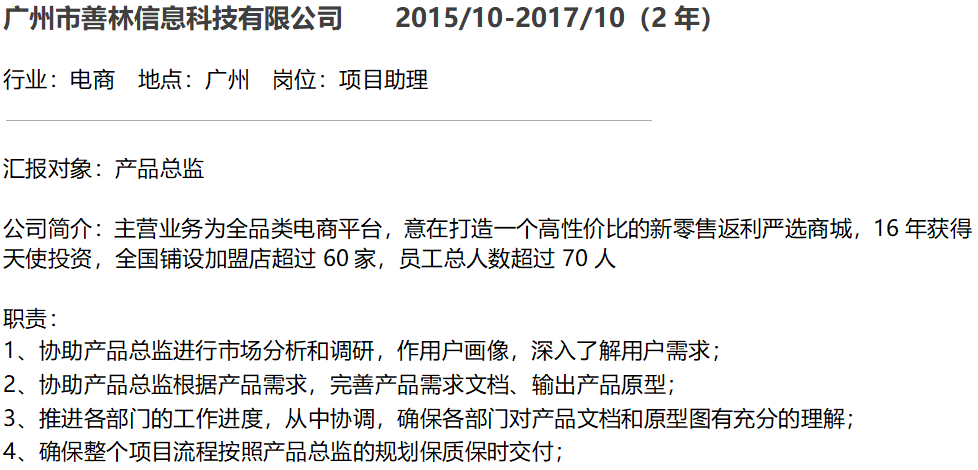 广州市善林信息科技有限公司 2015/10-2017/10（2 年）
行业：电商 地点：广州 岗位：项目助理
汇报对象：产品总监
公司简介：主营业务为全品类电商平台，意在打造一个高性价比的新零售返利严选商城，16 年获得
天使投资，全国铺设加盟店超过 60 家，员工总人数超过 70 人
职责：
1、协助产品总监进行市场分析和调研，作用户画像，深入了解用户需求；
2、协助产品总监根据产品需求，完善产品需求文档、输出产品原型；
3、推进各部门的工作进度，从中协调，确保各部门对产品文档和原型图有充分的理解；
4、确保整个项目流程按照产品总监的规划保质保时交付；